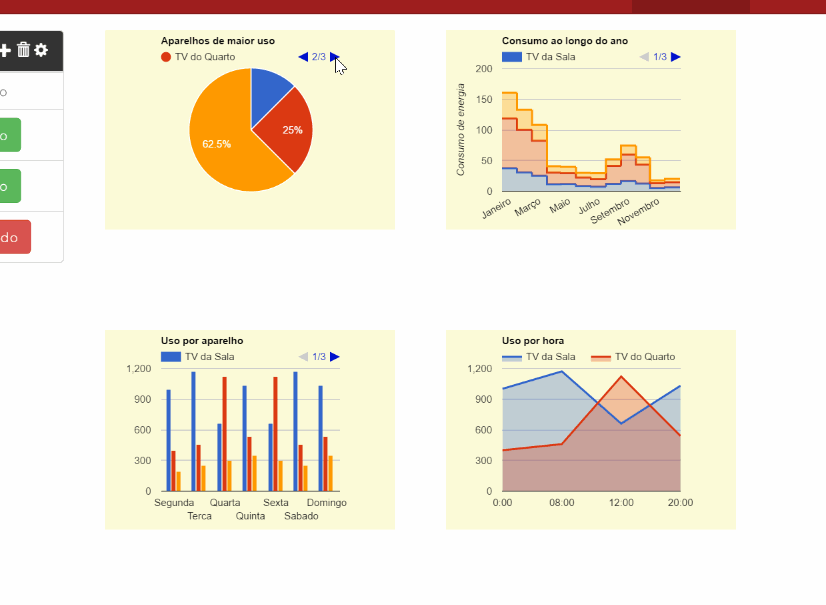 o
o
o
do
Aparelhos de maior uso
TV do Quarto
2/3
62.5%
25%
Consumo ao longo do ano
TV da Sala
1/3
Consumo de energia
200
150
100
50
0
Janeiro
Março
Maio
Julho
Setembro
Novembro
Uso por aparelho
TV da Sala
1/3
1,200
900
600
300
0
Segunda
Terca
Quarta
Quinta
Sexta
Sabado
Domingo
Uso por hora
TV da Sala
TV do Quarto
1,200
900
600
300
0
0:00
08:00
12:00
20:00